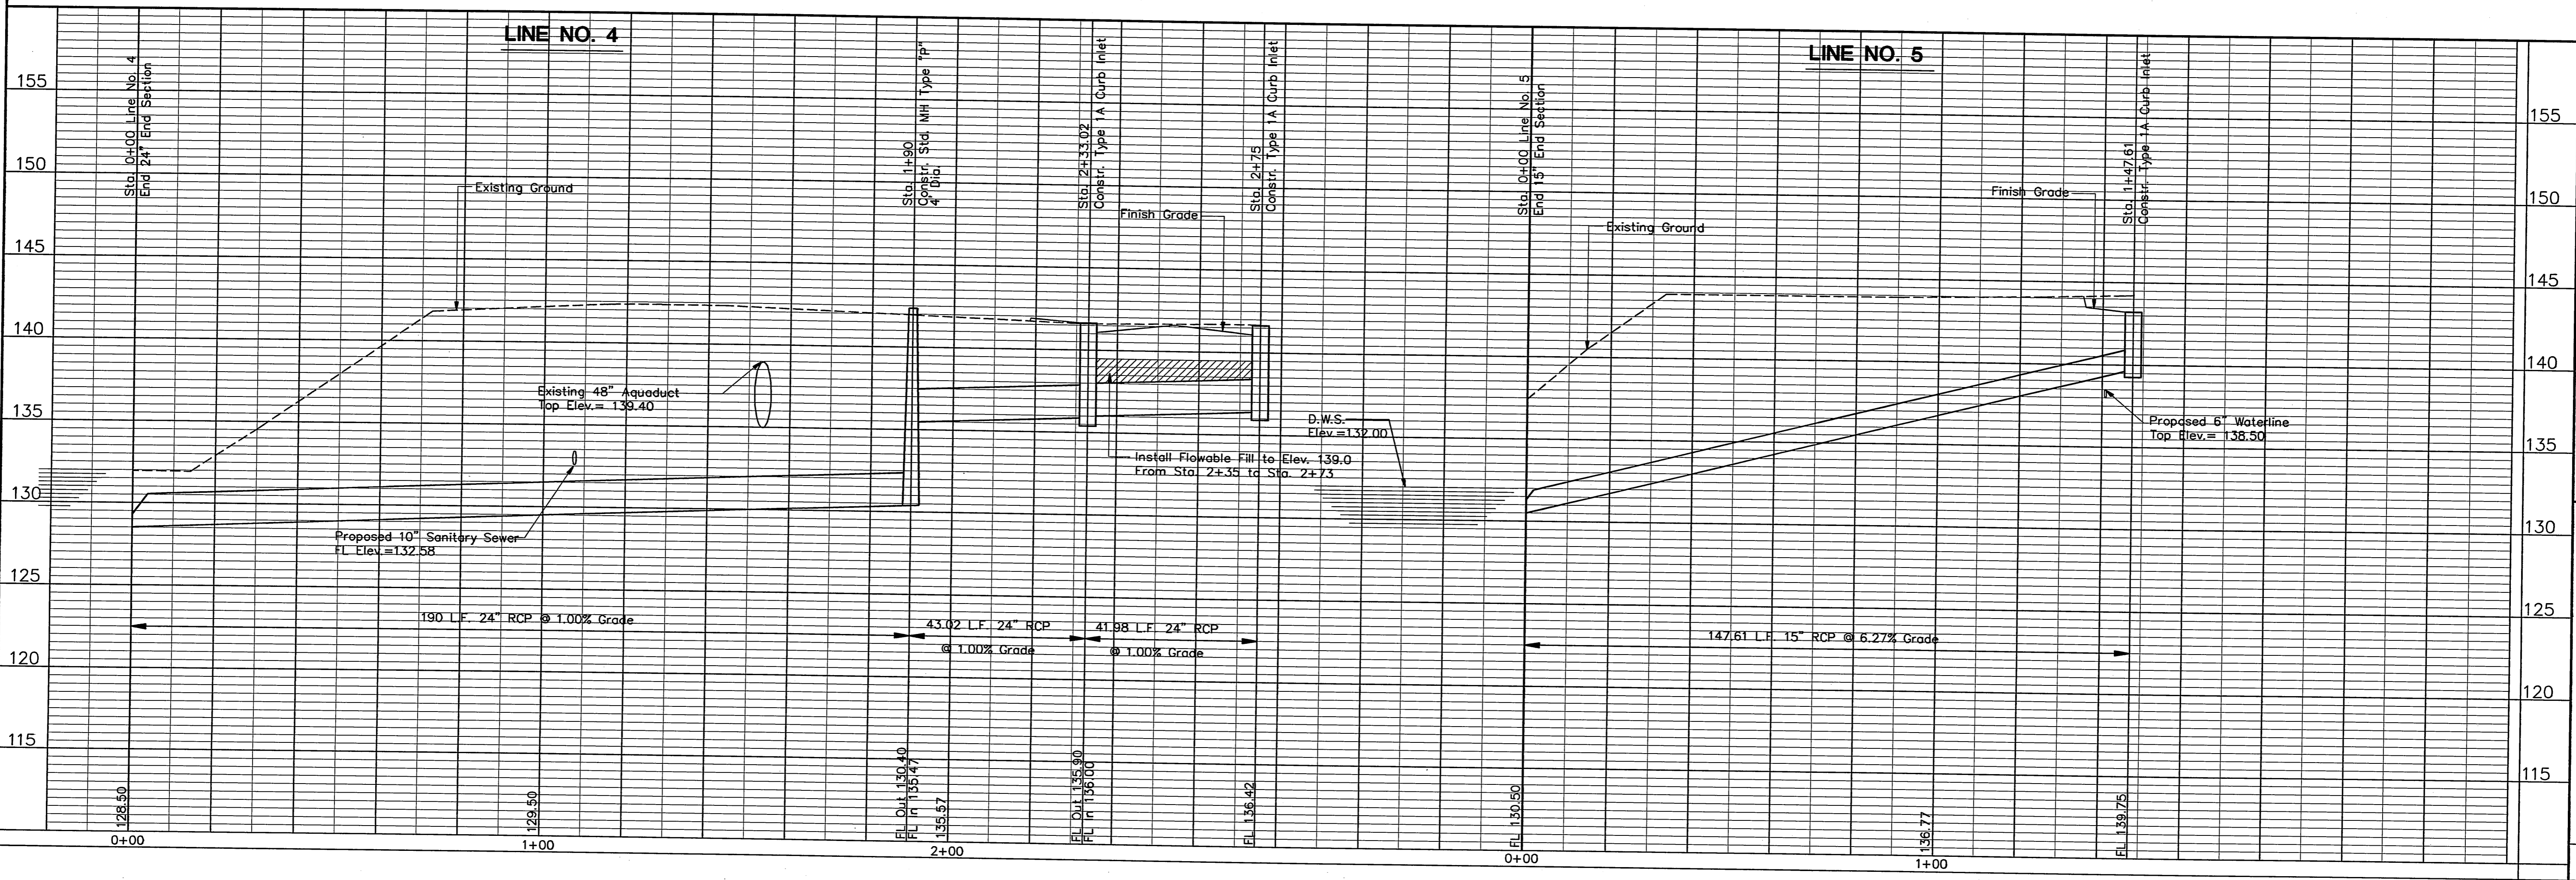 LINE NO. 4
Sta. 0+00 Line No. 4
End 24" End Section
Existing Ground
Existing 48" Aquaduct
Top Elev.= 139.40
Proposed 10" Sanitary Sewer
FL Elev.=132.58
Sta. 1+90
Constr. Std. MH Type "P"
4' Dia.
Sta. 2+33.02
Constr. Type 1A Curb Inlet
Sta. 2+75
Constr. Type 1A Curb Inlet
Finish Grade
Install Flowable Fill to Elev. 139.0
From Sta. 2+35 to Sta. 2+73
190 L.F. 24" RCP @ 1.00% Grade
43.02 L.F. 24" RCP
@ 1.00% Grade
41.98 L.F. 24" RCP
@ 1.00% Grade
128.50
129.50
FL Out 130.40
FL In 135.47
135.57
FL Out 135.90
FL In 136.00
FL 136.42
0+00
1+00
2+00
155
150
145
140
135
130
125
120
115
LINE NO. 5
Sta. 0+00 Line No. 5
End 15" End Section
Existing Ground
D.W.S.
Elev.=132.00
Finish Grade
Sta. 1+47.61
Constr. Type 1A Curb Inlet
Proposed 6" Waterline
Top Elev.= 138.50
147.61 L.F. 15" RCP @ 6.27% Grade
FL 130.50
136.77
FL 139.75
0+00
1+00
155
150
145
140
135
130
125
120
115